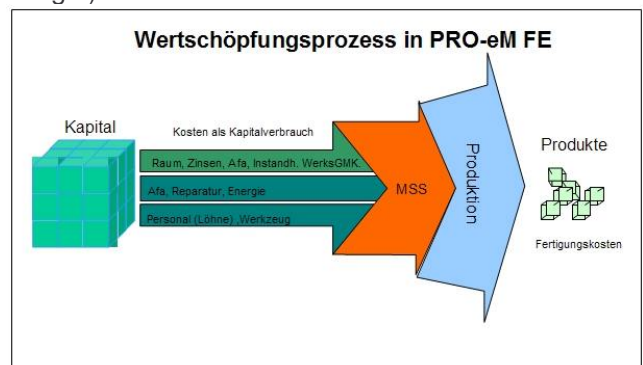 Wertschöpfungsprozess in PRO-eM FE
Kapital
Kosten als Kapitalverbrauch
Raum, Zinsen, Afa, Instandh. WerksGMK.
Afa, Reparatur, Energie
Personal (Löhne) ,Werkzeug
MSS
Produktion
Produkte
Fertigungskosten